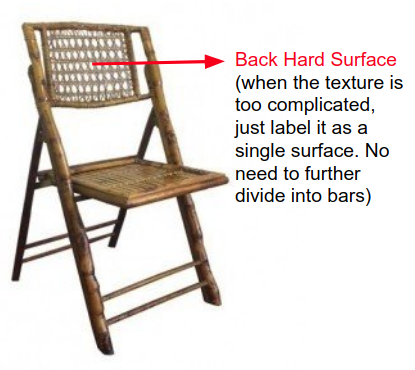 Back Hard Surface
(when the texture is
too complicated,
just label it as a
single surface. No
need to further
divide into bars)